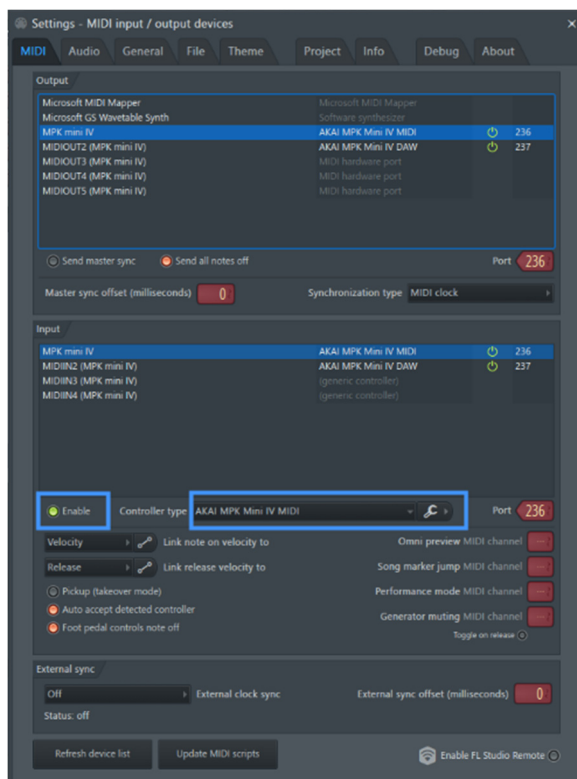 Settings - MIDI input / output devices
MIDI Audio General File Theme Project Info Debug About
Output
Microsoft MIDI Mapper Microsoft MIDI Mapper
Microsoft GS Wavetable Synth Software synthesizer
MPK mini IV AKAI MPK Mini IV MIDI 236
MIDIOUT2 (MPK mini IV) AKAI MPK Mini IV DAW 237
MIDIOUT3 (MPK mini IV) MIDI hardware port
MIDIOUT4 (MPK mini IV) MIDI hardware port
MIDIOUT5 (MPK mini IV) MIDI hardware port
Send master sync Send all notes off Port 236
Master sync offset (milliseconds) 0 Synchronization type MIDI clock
Input
MPK mini IV AKAI MPK Mini IV MIDI 236
MIDIIN2 (MPK mini IV) AKAI MPK Mini IV DAW 237
MIDIIN3 (MPK mini IV) (generic controller)
MIDIIN4 (MPK mini IV) (generic controller)
Enable Controller type AKAI MPK Mini IV MIDI Port 236
Velocity Link note on velocity to Omni preview MIDI channel
Release Link release velocity to Song marker jump MIDI channel
Pickup (takeover mode) Performance mode MIDI channel
Auto accept detected controller Generator muting MIDI channel
Foot pedal controls note off Toggle on release
External sync
Off External clock sync External sync offset (milliseconds) 0
Status: off
Refresh device list Update MIDI scripts Enable FL Studio Remote